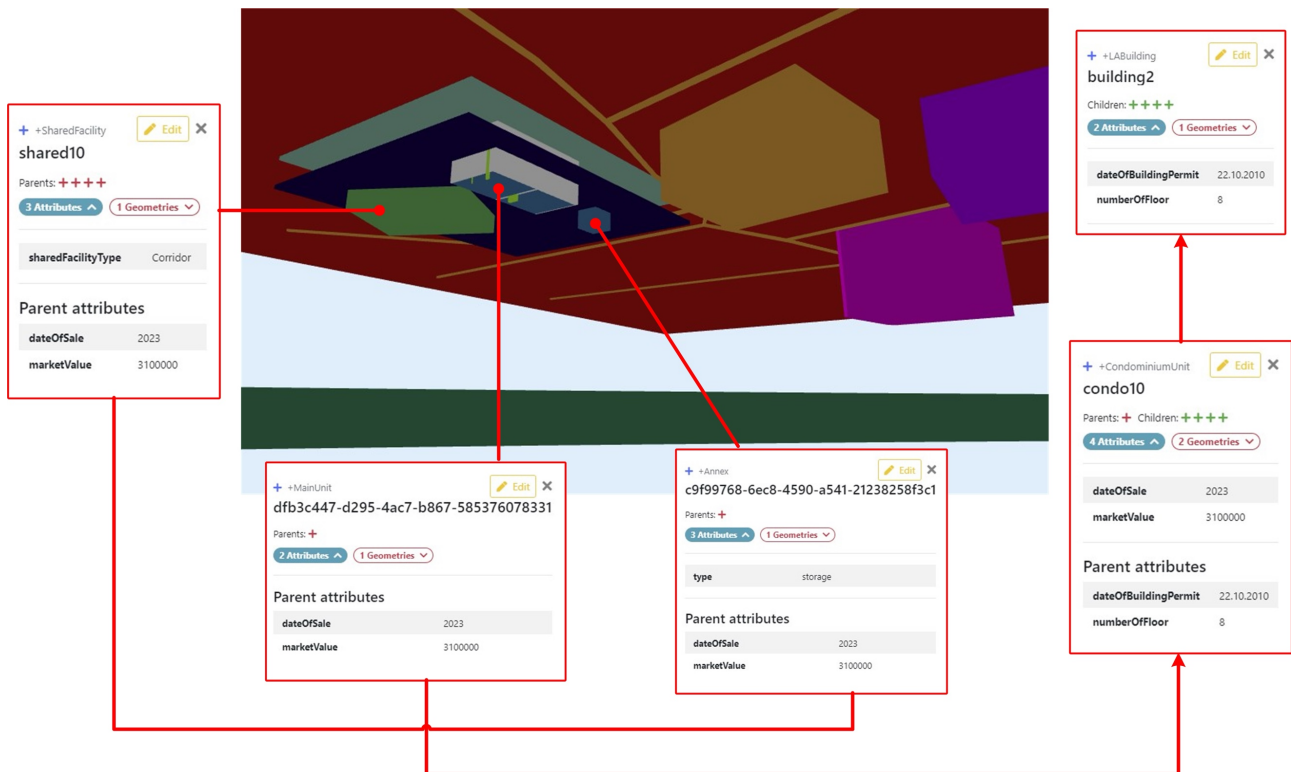 + +SharedFacility Edit ×
shared10
Parents: ++++
3 Attributes 1 Geometries
sharedFacilityType Corridor
Parent attributes
dateOfSale 2023
marketValue 3100000
+ +MainUnit Edit ×
dfb3c447-d295-4ac7-b867-585376078331
Parents: +
2 Attributes 1 Geometries
Parent attributes
dateOfSale 2023
marketValue 3100000
+ +Annex Edit ×
c9f99768-6ec8-4590-a541-21238258f3c1
Parents: +
3 Attributes 1 Geometries
type storage
Parent attributes
dateOfSale 2023
marketValue 3100000
+ +LABuilding Edit ×
building2
Children: ++++
2 Attributes 1 Geometries
dateOfBuildingPermit 22.10.2010
numberOfFloor 8
+ +CondominiumUnit Edit ×
condo10
Parents: + Children: ++++
4 Attributes 2 Geometries
dateOfSale 2023
marketValue 3100000
Parent attributes
dateOfBuildingPermit 22.10.2010
numberOfFloor 8